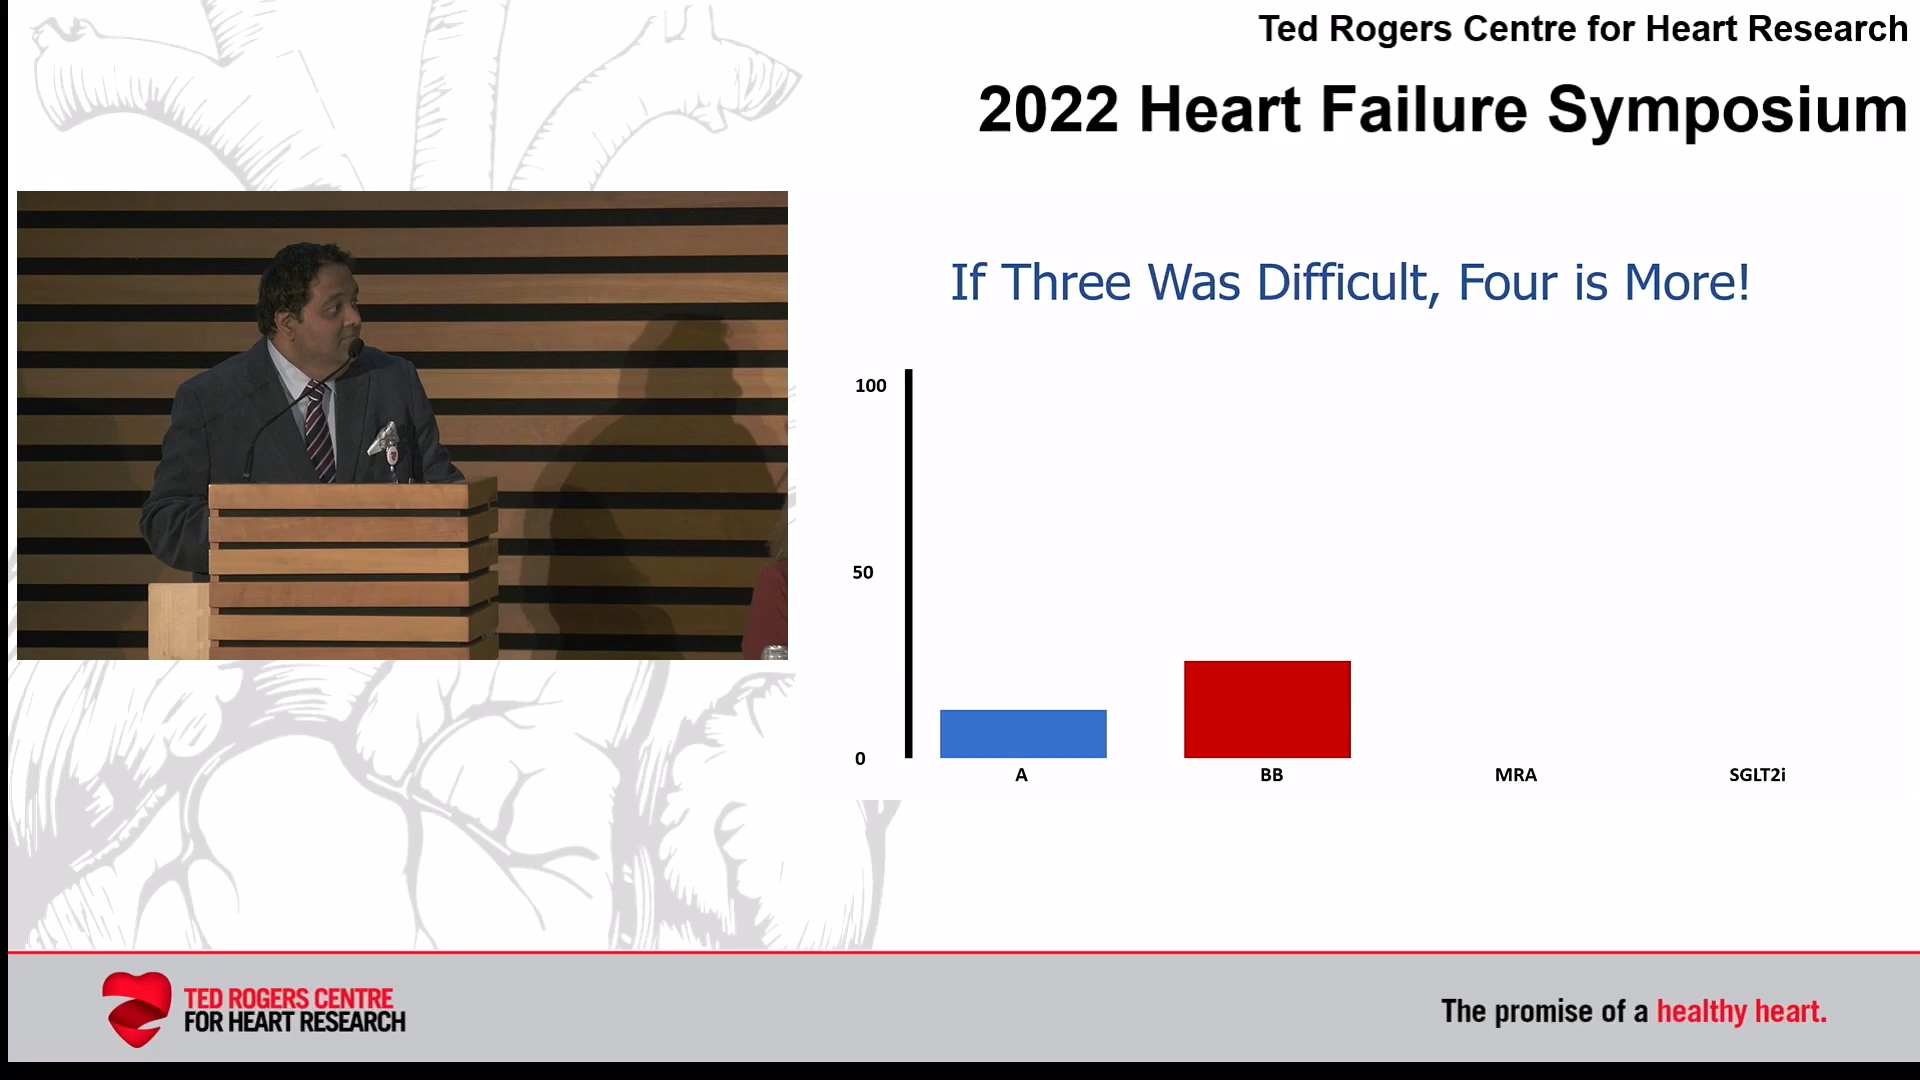 Ted Rogers Centre for Heart Research
2022 Heart Failure Symposium
If Three Was Difficult, Four is More!
100
50
0
A
BB
MRA
SGLT2i
TED ROGERS CENTRE
FOR HEART RESEARCH
The promise of a healthy heart.